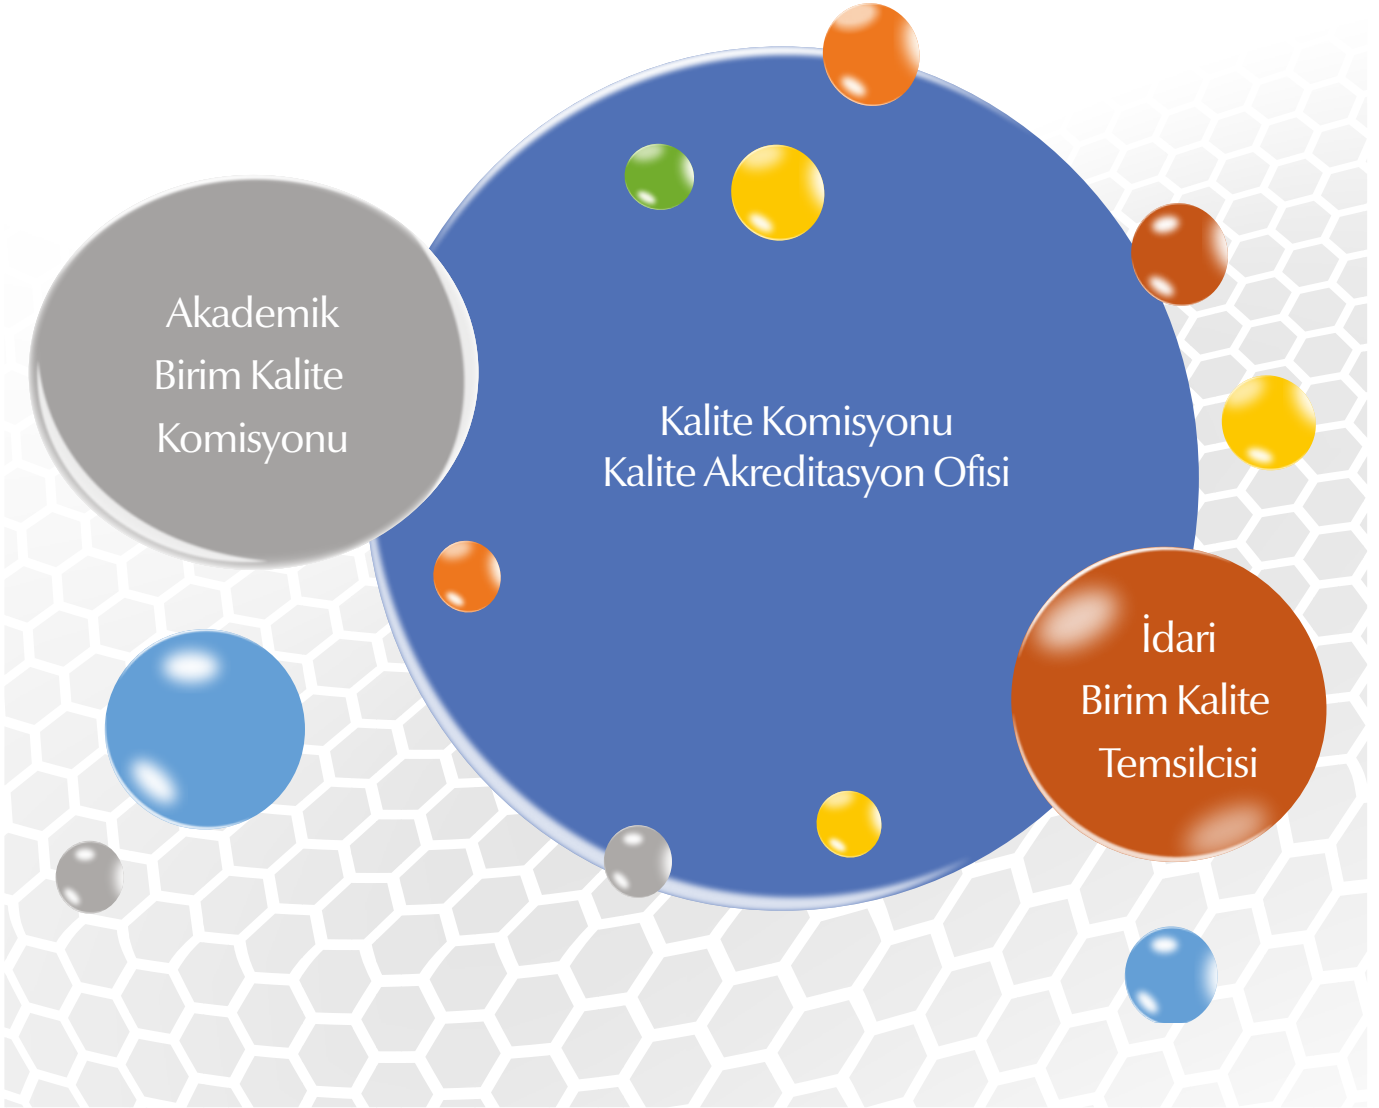 Akademik
Birim Kalite
Komisyonu
Kalite Komisyonu
Kalite Akreditasyon Ofisi
İdari
Birim Kalite
Temsilcisi